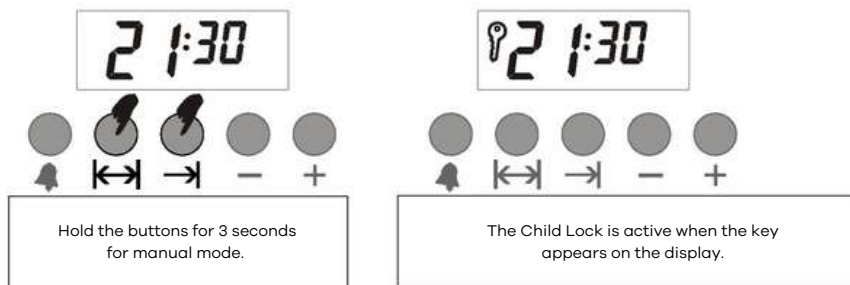 21:30
21:30
Hold the buttons for 3 seconds
for manual mode.
The Child Lock is active when the key
appears on the display.